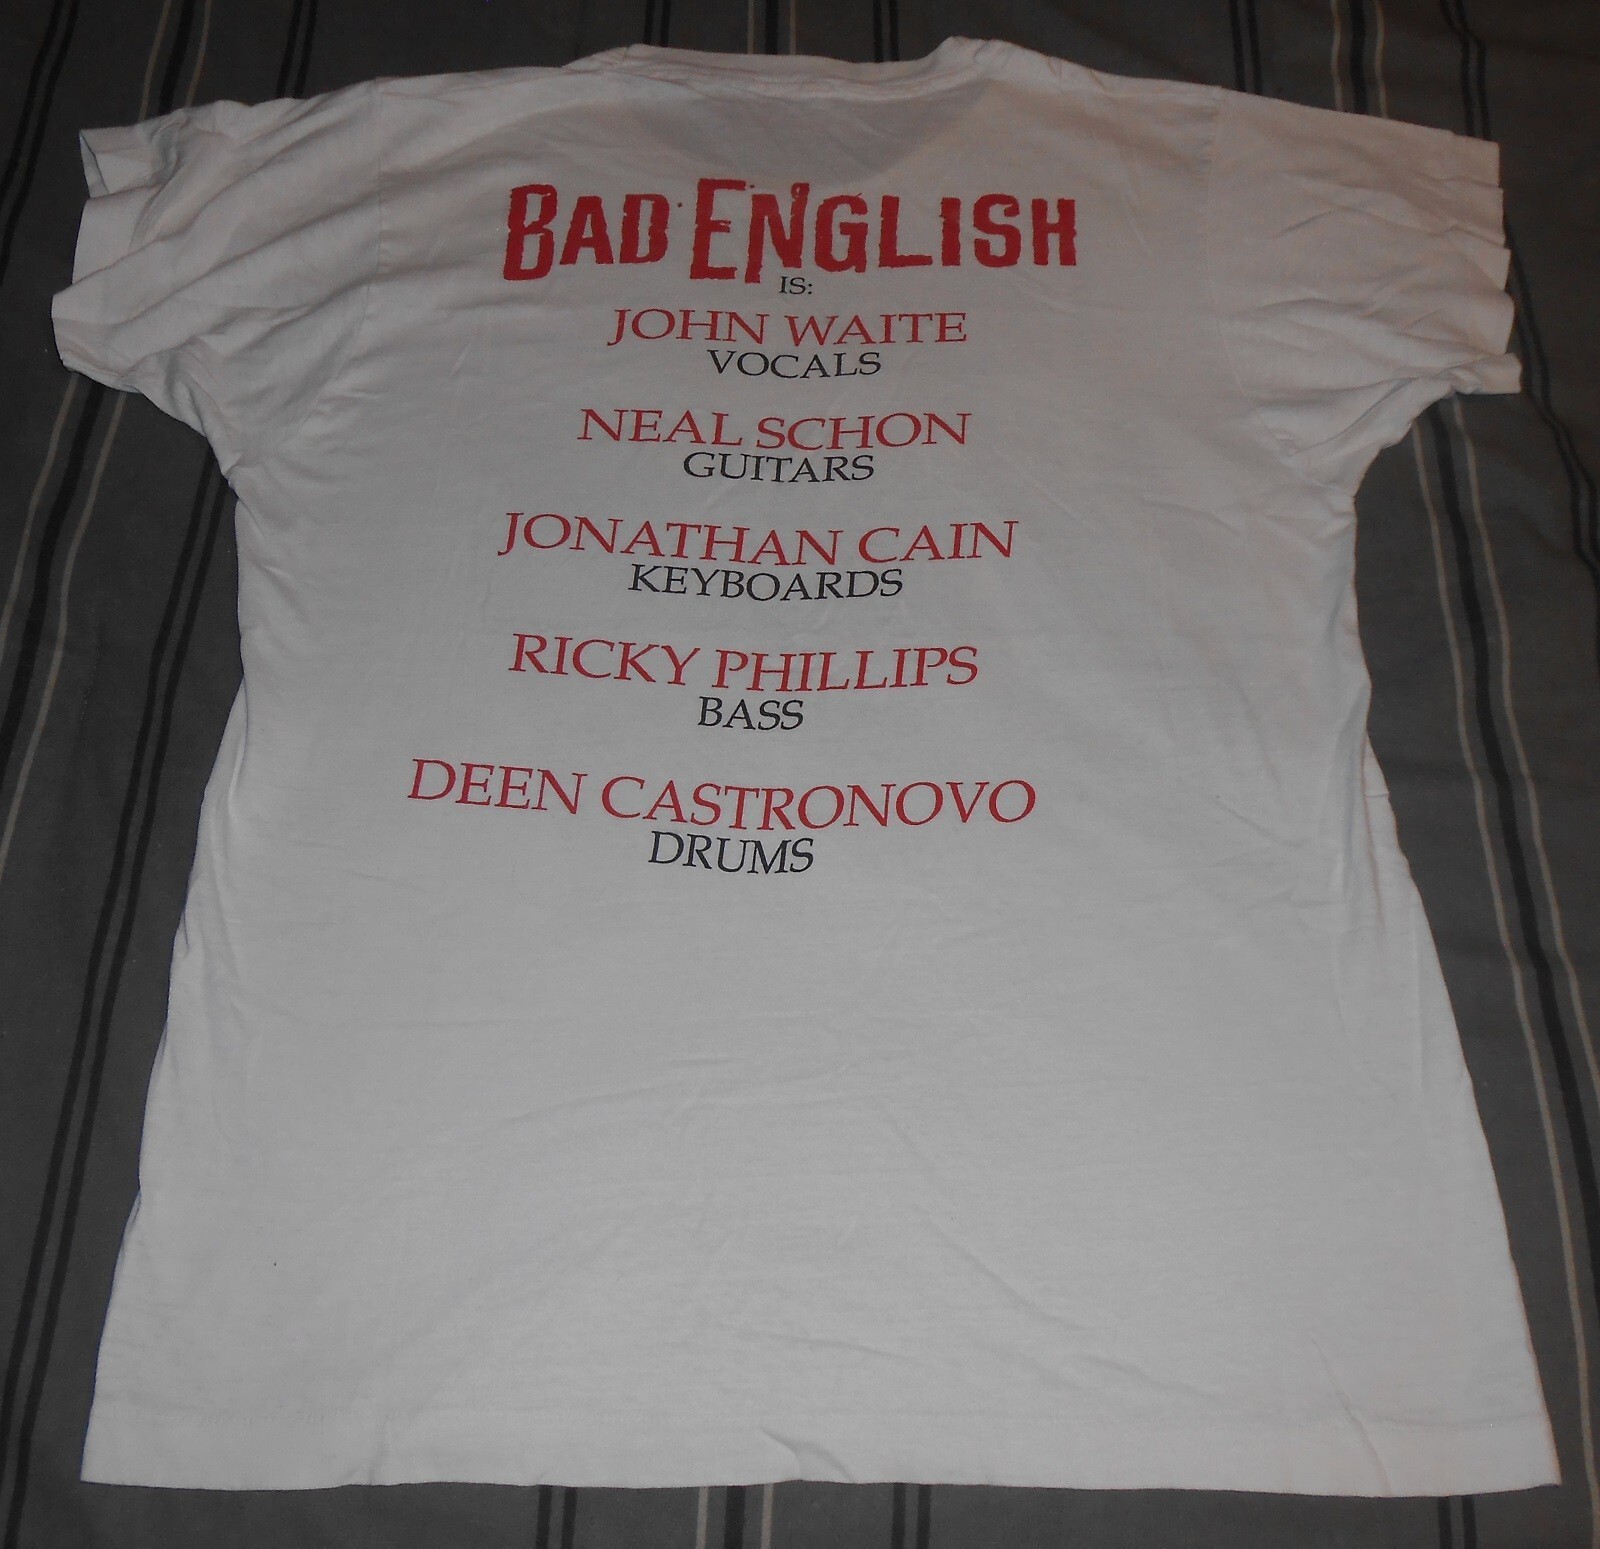 BAD ENGLISH
IS:
JOHN WAITE
VOCALS
NEAL SCHON
GUITARS
JONATHAN CAIN
KEYBOARDS
RICKY PHILLIPS
BASS
DEEN CASTRONOVO
DRUMS